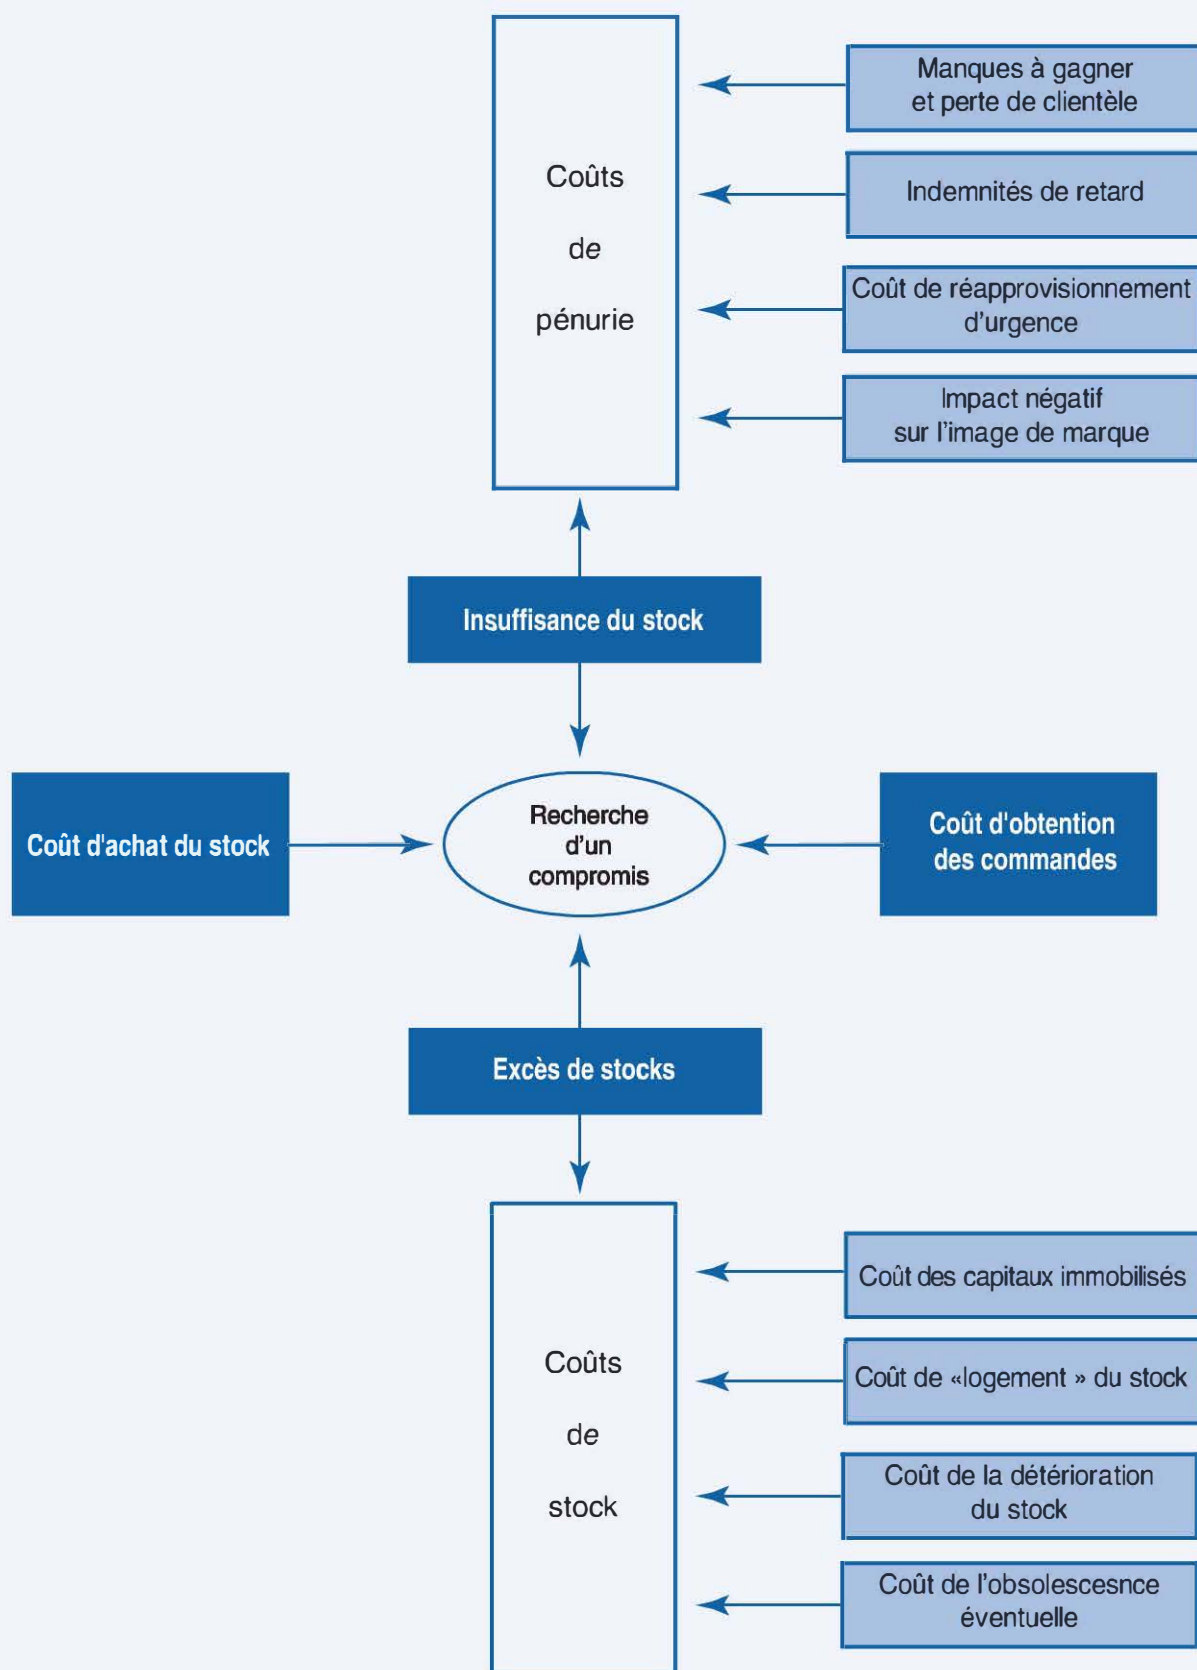 Manques à gagner
et perte de clientèle
Coûts
de
pénurie
Indemnités de retard
Coût de réapprovisionnement
d'urgence
Impact négatif
sur l'image de marque
Insuffisance du stock
Coût d'achat du stock
Recherche
d'un
compromis
Coût d'obtention
des commandes
Excès de stocks
Coûts
de
stock
Coût des capitaux immobilisés
Coût de «logement » du stock
Coût de la détérioration
du stock
Coût de l'obsolescesnce
éventuelle